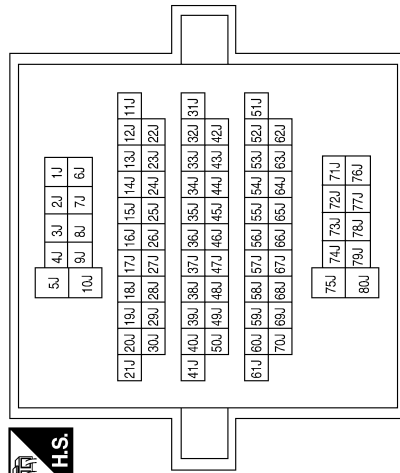 5J 4J 3J 2J 1J
10J 9J 8J 7J 6J
21J 20J 19J 18J 17J 16J 15J 14J 13J 12J 11J
30J 29J 28J 27J 26J 25J 24J 23J 22J
41J 40J 39J 38J 37J 36J 35J 34J 33J 32J 31J
50J 49J 48J 47J 46J 45J 44J 43J 42J
61J 60J 59J 58J 57J 56J 55J 54J 53J 52J 51J
70J 69J 68J 67J 66J 65J 64J 63J 62J
75J 74J 73J 72J 71J
80J 79J 78J 77J 76J
H.S.